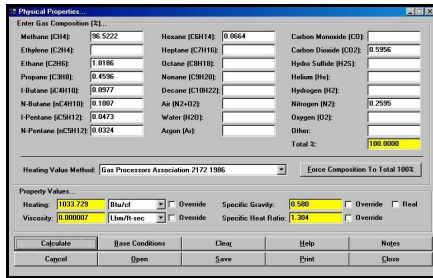 Physical Properties...
Enter Gas Composition (%)...
Methane (CH4): 96.5222 Hexane (C6H14): 0.0664 Carbon Monoxide (CO):
Ethylene (C2H4): Heptane (C7H16): Carbon Dioxide (CO2): 0.5956
Ethane (C2H6): 1.8186 Octane (C8H18): Hydro Sulfide (H2S):
Propane (C3H8): 0.4596 Nonane (C9H20): Helium (He):
I-Butane (iC4H10): 0.0977 Decane (C10H22): Hydrogen (H2):
N-Butane (nC4H10): 0.1007 Air (N2+O2): Nitrogen (N2): 0.2595
I-Pentane (iC5H12): 0.0473 Water (H2O): Oxygen (O2):
N-Pentane (nC5H12): 0.0324 Argon (Ar): Other:
Total %: 100.0000
Heating Value Method: Gas Processors Association 2172 1986 Force Composition To Total 100%
Property Values...
Heating: 1033.729 Btu/cf Override Specific Gravity: 0.580 Override Real
Viscosity: 0.000007 Lbm/ft-sec Override Specific Heat Ratio: 1.304 Override
Calculate Base Conditions Clear Help Notes
Cancel Open Save Print Close